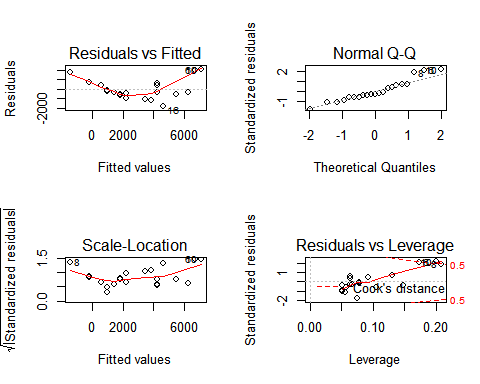 Residuals vs Fitted
Residuals
-2000
18
0 2000 6000
Fitted values
Normal Q-Q
Standardized residuals
-1 2
8
-2 -1 0 1 2
Theoretical Quantiles
Scale-Location
√|Standardized residuals|
0.0 1.5
8
0 2000 6000
Fitted values
Residuals vs Leverage
Standardized residuals
-2 1
Cook's distance
0.5
0.5
0.00 0.10 0.20
Leverage